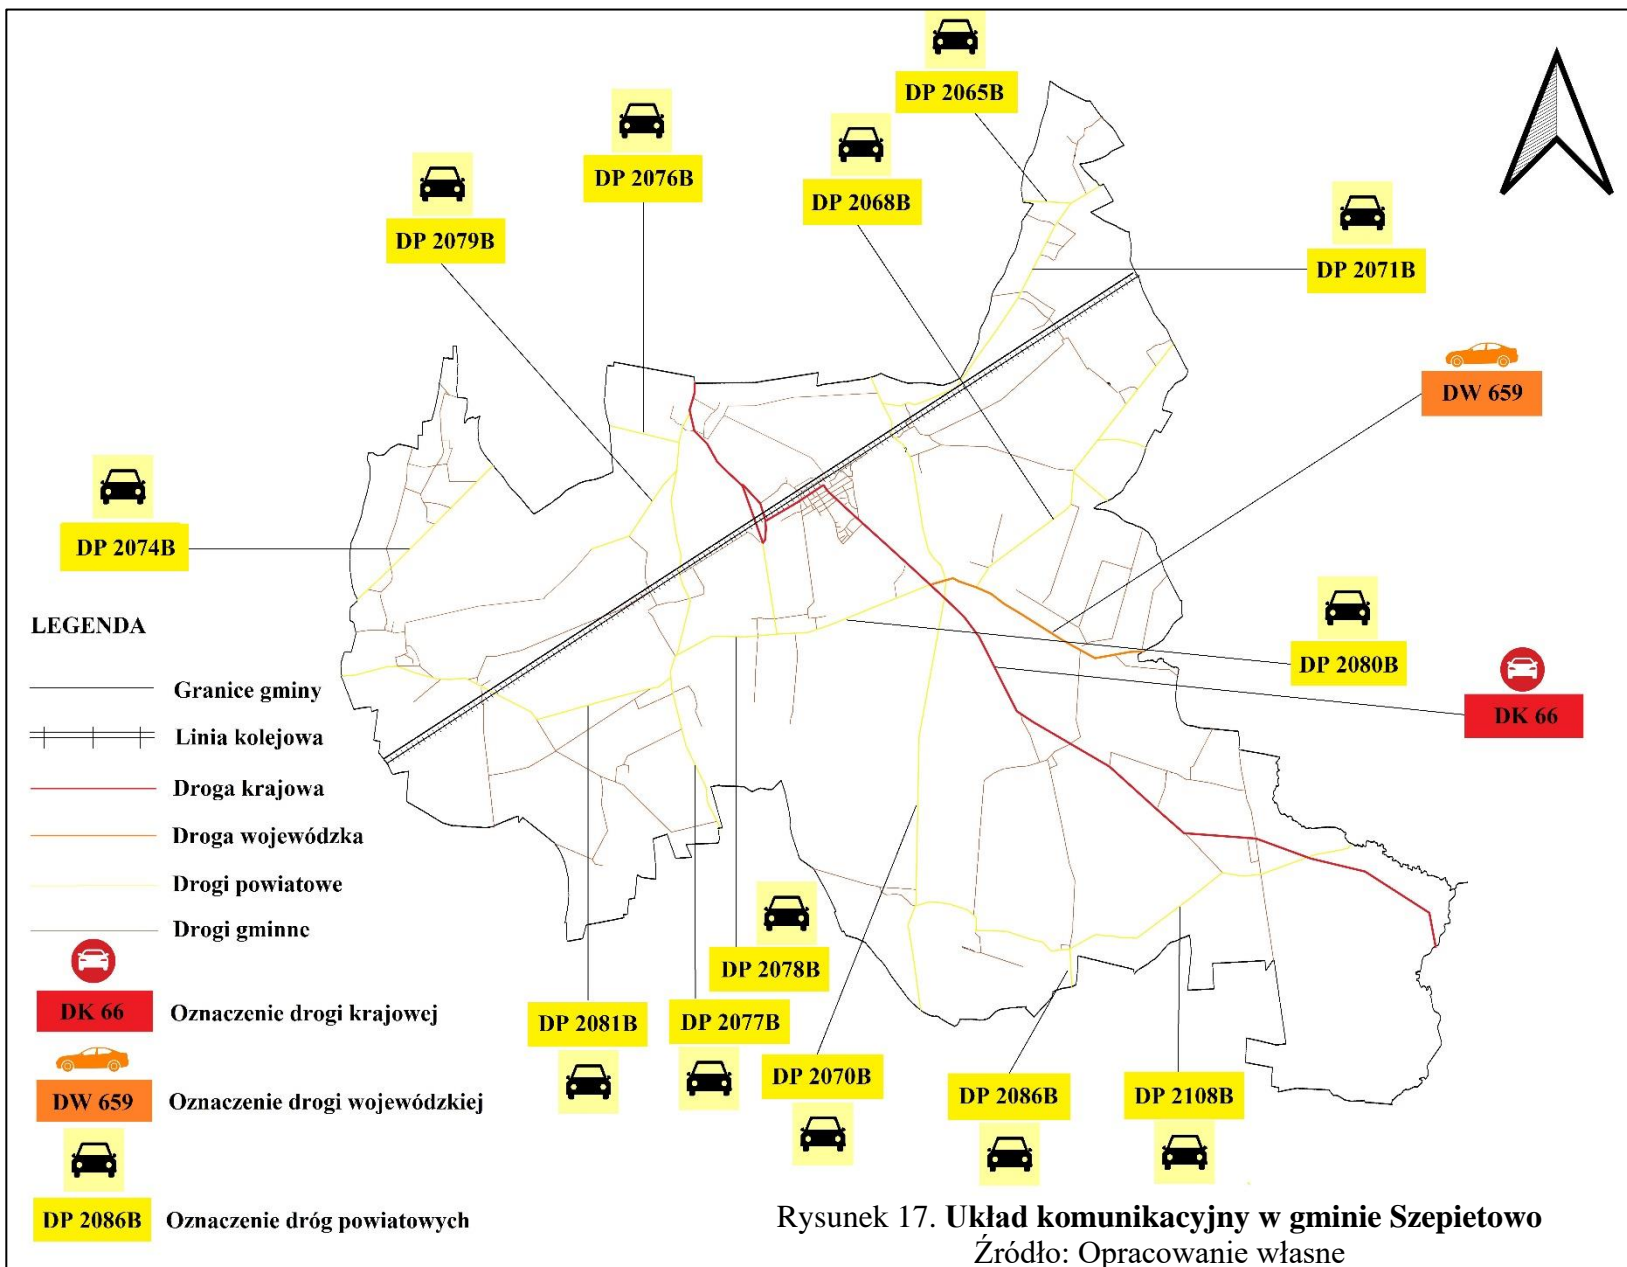 DP 2065B
DP 2076B
DP 2068B
DP 2079B
DP 2071B
DW 659
DP 2074B
DP 2080B
DK 66
LEGENDA
Granice gminy
Linia kolejowa
Droga krajowa
Droga wojewódzka
Drogi powiatowe
Drogi gminne
DK 66 Oznaczenie drogi krajowej
DW 659 Oznaczenie drogi wojewódzkiej
DP 2086B Oznaczenie dróg powiatowych
DP 2078B
DP 2081B
DP 2077B
DP 2070B
DP 2086B
DP 2108B
Rysunek 17. Układ komunikacyjny w gminie Szepietowo
Źródło: Opracowanie własne